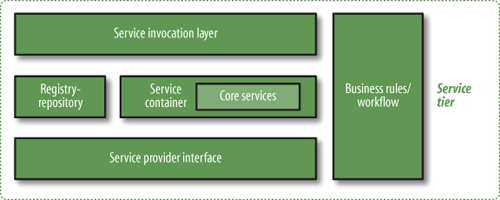 Service invocation layer
Registry-
repository
Service
container
Core services
Service provider interface
Business rules/
workflow
Service
tier